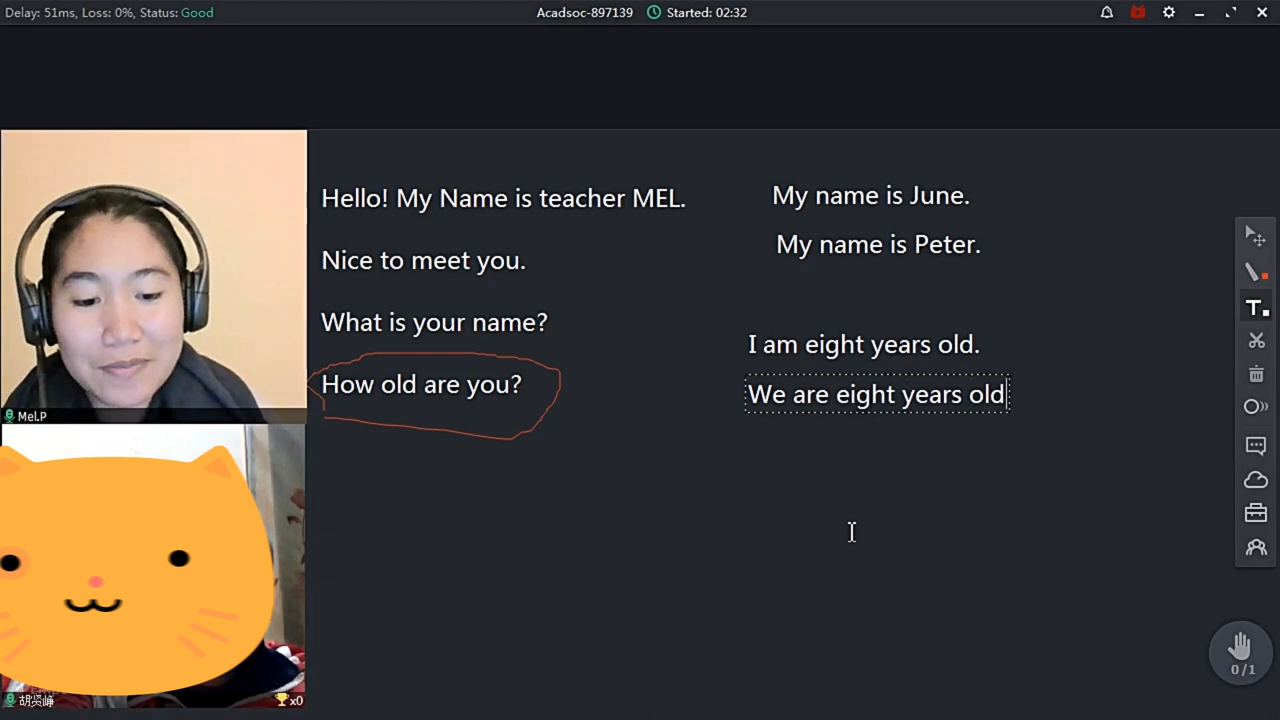 Delay: 51ms, Loss: 0%, Status: Good
Acadsoc-897139
Started: 02:32
Hello! My Name is teacher MEL.
Nice to meet you.
What is your name?
How old are you?
My name is June.
My name is Peter.
I am eight years old.
We are eight years old
Mel.P
胡贤峥
x0
T
0/1